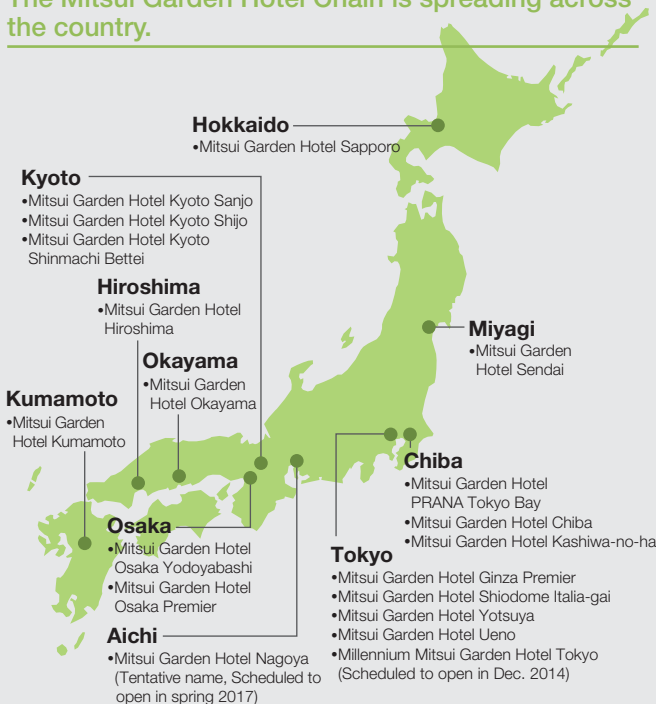 The Mitsui Garden Hotel Chain is spreading across
the country.
Hokkaido
•Mitsui Garden Hotel Sapporo
Kyoto
•Mitsui Garden Hotel Kyoto Sanjo
•Mitsui Garden Hotel Kyoto Shijo
•Mitsui Garden Hotel Kyoto
Shinmachi Bettei
Hiroshima
•Mitsui Garden Hotel
Hiroshima
Miyagi
•Mitsui Garden
Hotel Sendai
Okayama
•Mitsui Garden
Hotel Okayama
Kumamoto
•Mitsui Garden
Hotel Kumamoto
Chiba
•Mitsui Garden Hotel
PRANA Tokyo Bay
•Mitsui Garden Hotel Chiba
•Mitsui Garden Hotel Kashiwa-no-ha
Osaka
•Mitsui Garden Hotel
Osaka Yodoyabashi
•Mitsui Garden Hotel
Osaka Premier
Tokyo
•Mitsui Garden Hotel Ginza Premier
•Mitsui Garden Hotel Shiodome Italia-gai
•Mitsui Garden Hotel Yotsuya
•Mitsui Garden Hotel Ueno
•Millennium Mitsui Garden Hotel Tokyo
(Scheduled to open in Dec. 2014)
Aichi
•Mitsui Garden Hotel Nagoya
(Tentative name, Scheduled to
open in spring 2017)